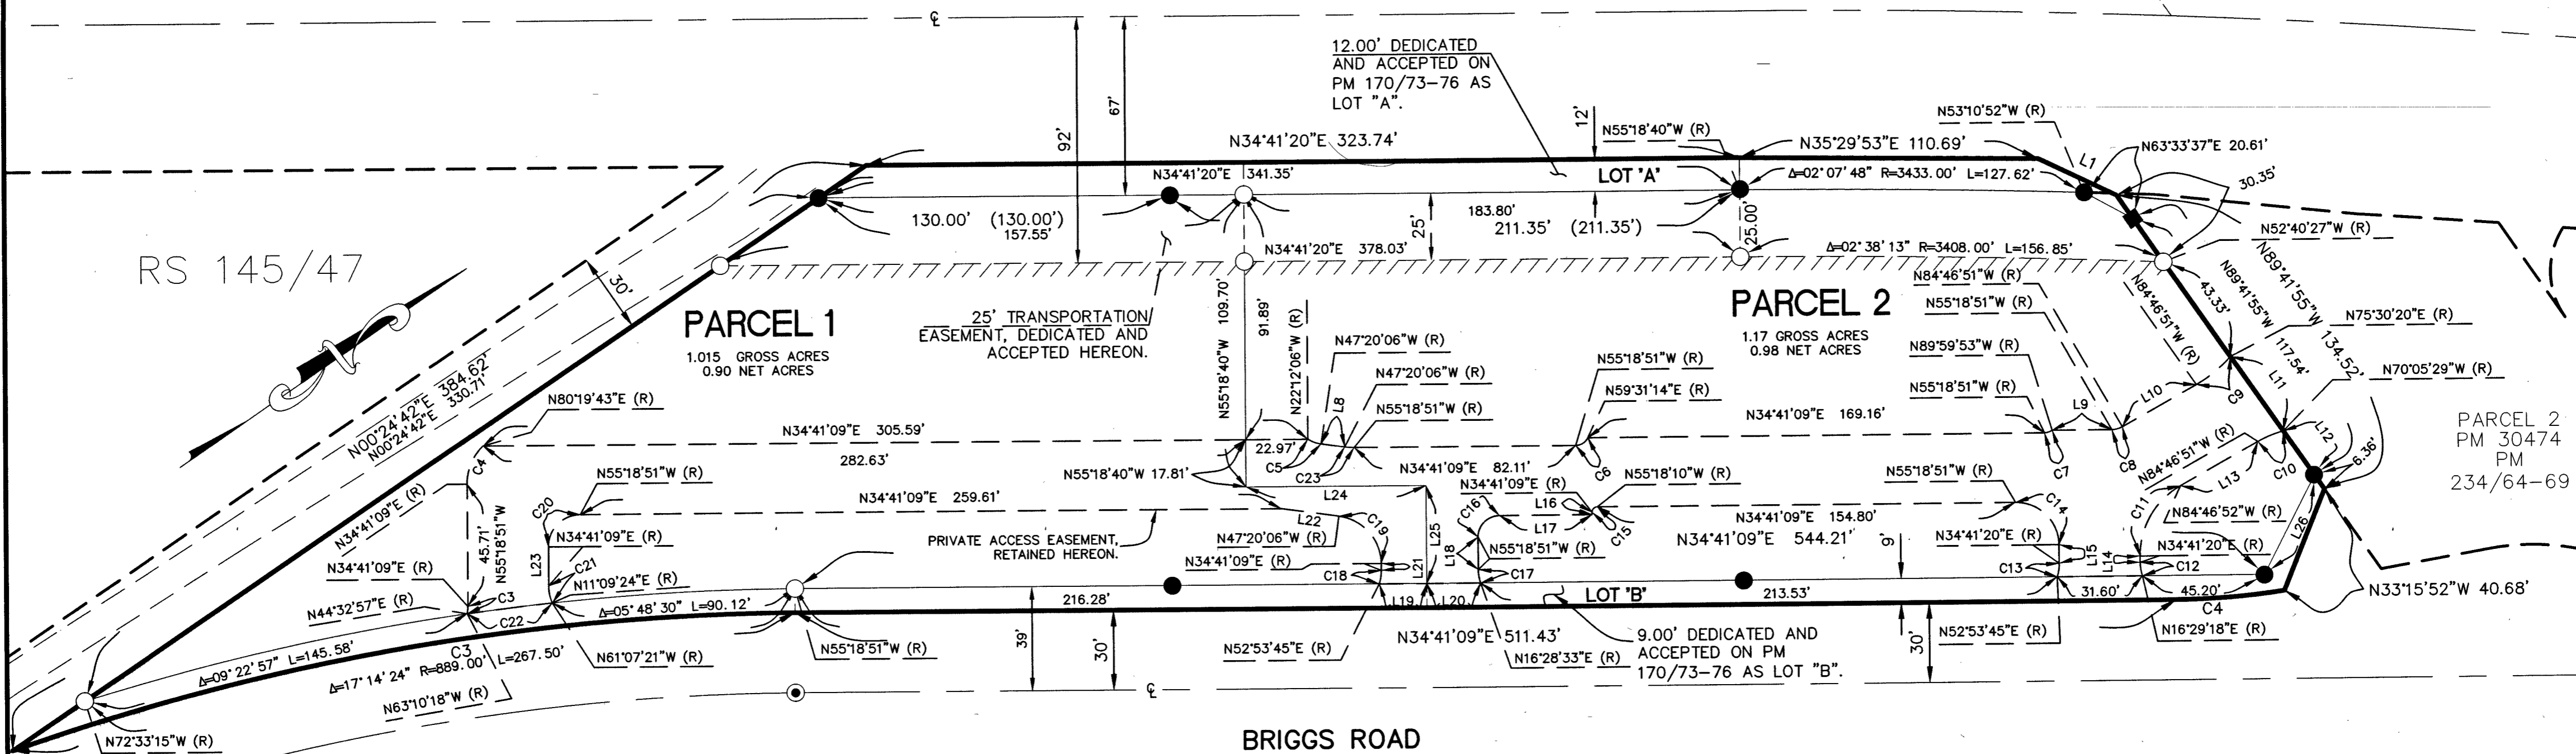 ℄
12.00' DEDICATED
AND ACCEPTED ON
PM 170/73-76 AS
LOT "A".
67'
92'
12'
N53°10'52"W (R)
N34°41'20"E 323.74'
N55°18'40"W (R)
N35°29'53"E 110.69'
L1
N63°33'37"E 20.61'
30.35'
N34°41'20"E 341.35'
LOT "A"
Δ=02°07'48" R=3433.00' L=127.62'
130.00' (130.00')
157.55'
183.80'
211.35' (211.35')
25'
25.00'
N52°40'27"W (R)
RS 145/47
30'
N34°41'20"E 378.03'
Δ=02°38'13" R=3408.00' L=156.85'
N84°46'51"W (R)
N55°18'51"W (R)
N84°46'51"W (R)
43.33'
N89°41'55"W 117.54'
N89°41'55"W 134.52'
PARCEL 1
1.015 GROSS ACRES
0.90 NET ACRES
25' TRANSPORTATION
EASEMENT, DEDICATED AND
ACCEPTED HEREON.
N55°18'40"W 109.70'
91.89'
N22°12'06"W (R)
PARCEL 2
1.17 GROSS ACRES
0.98 NET ACRES
N75°30'20"E (R)
N47°20'06"W (R)
N47°20'06"W (R)
N55°18'51"W (R)
N55°18'51"W (R)
N59°31'14"E (R)
N89°59'53"W (R)
N55°18'51"W (R)
N70°05'29"W (R)
N00°24'42"E 384.62'
N00°24'42"E 330.71'
N80°19'43"E (R)
L8
L9
L10
C9
L11
N34°41'09"E 169.16'
PARCEL 2
PM 30474
PM
234/64-69
N34°41'09"E 305.59'
282.63'
22.97'
C5
C23
N34°41'09"E 82.11'
C6
C7
C8
N84°46'51"W (R)
L12
6.36'
C10
L13
C4
N34°41'09"E (R)
N55°18'51"W (R)
N55°18'40"W 17.81'
L24
N34°41'09"E (R)
N55°18'10"W (R)
N55°18'51"W (R)
C11
N34°41'09"E 259.61'
C20
L22
C19
C16
L16
L17
C15
N34°41'09"E 154.80'
C14
N84°46'52"W (R)
45.71'
N55°18'51"W
N34°41'09"E (R)
PRIVATE ACCESS EASEMENT,
RETAINED HEREON.
N47°20'06"W (R)
L25
L18
N55°18'51"W (R)
N34°41'09"E 544.21'
9'
N34°41'20"E (R)
L15
L14
N34°41'20"E (R)
L26
L23
C21
N34°41'09"E (R)
N34°41'09"E (R)
C18
L21
C17
C13
C12
N44°32'57"E (R)
C3
N11°09'24"E (R)
C22
Δ=05°48'30" L=90.12'
216.28'
L19
L20
LOT "B"
213.53'
31.60'
45.20'
C4
N33°15'52"W 40.68'
39'
30'
N34°41'09"E 511.43'
9.00' DEDICATED AND
ACCEPTED ON PM
170/73-76 AS LOT "B".
30'
N52°53'45"E (R)
N16°29'18"E (R)
N52°53'45"E (R)
N16°28'33"E (R)
N55°18'51"W (R)
N61°07'21"W (R)
C3
Δ=09°22'57" L=145.58'
Δ=17°14'24" R=889.00' L=267.50'
N63°10'18"W (R)
N72°33'15"W (R)
℄
BRIGGS ROAD